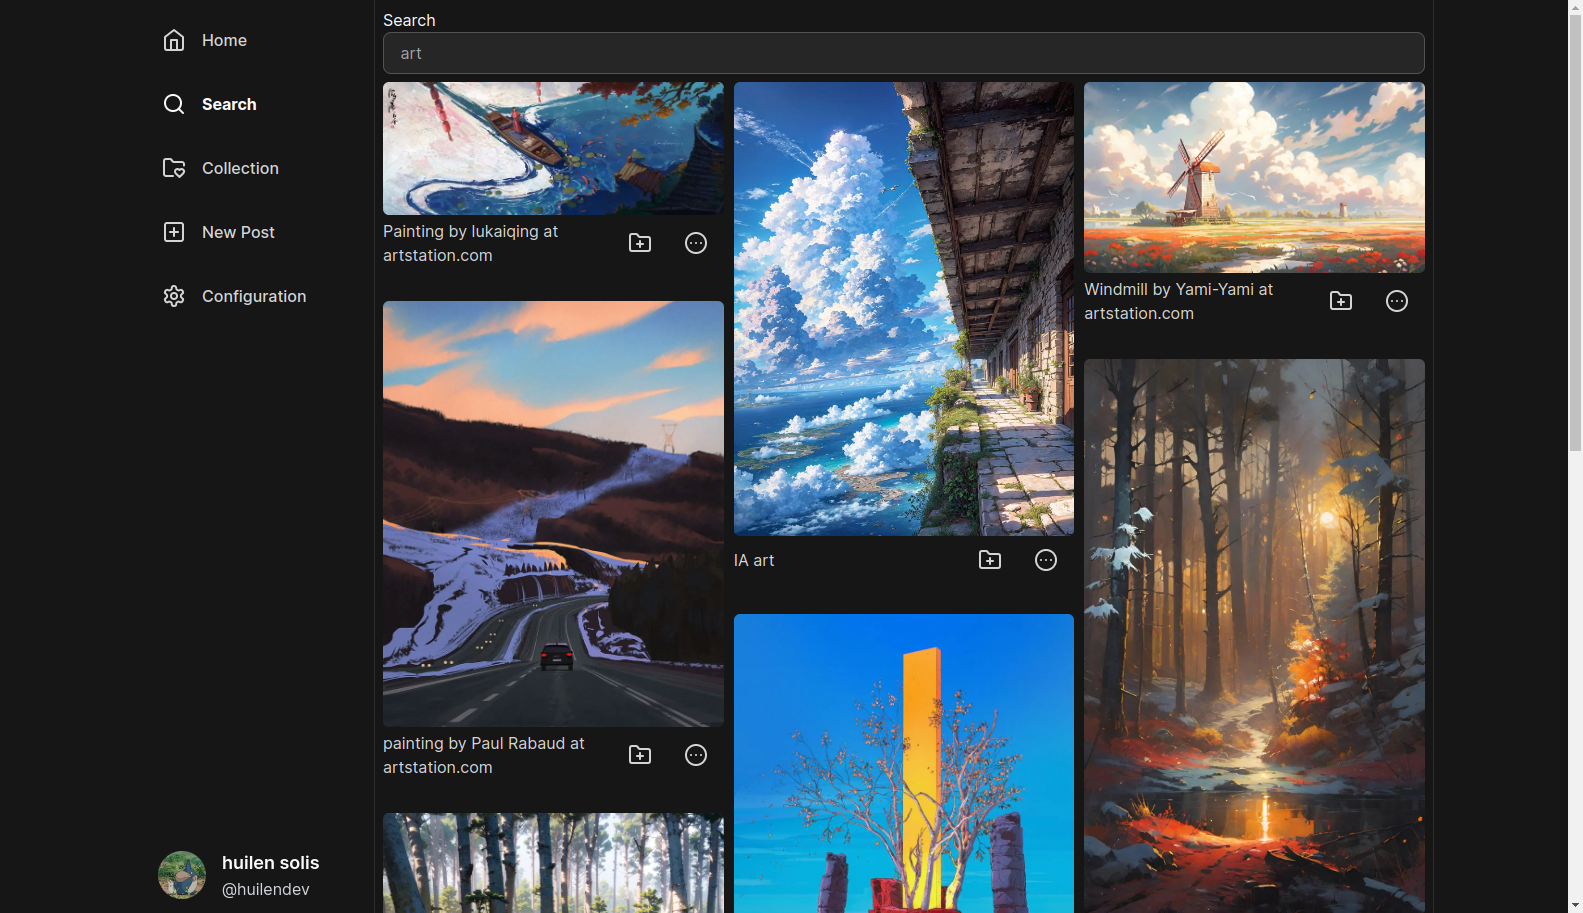 Home
Search
Collection
New Post
Configuration
huilen solis
@huilendev
Search
art
Painting by lukaiqing at
artstation.com
painting by Paul Rabaud at
artstation.com
IA art
Windmill by Yami-Yami at
artstation.com